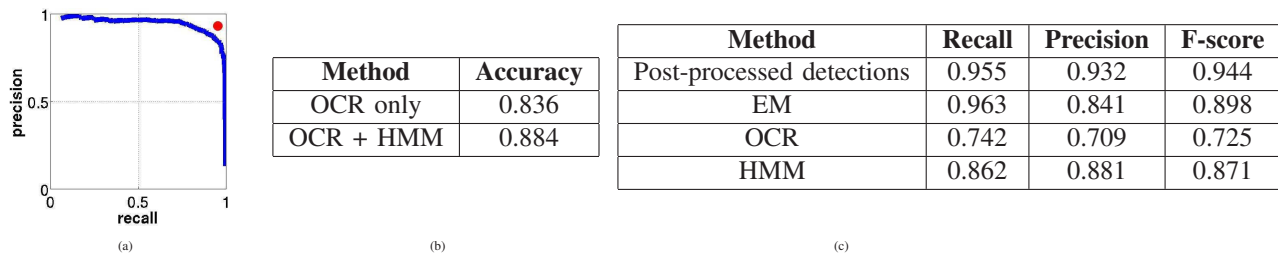 1
0.5
0
precision
0
0.5
1
recall
(a)
Method Accuracy
OCR only 0.836
OCR + HMM 0.884
(b)
Method Recall Precision F-score
Post-processed detections 0.955 0.932 0.944
EM 0.963 0.841 0.898
OCR 0.742 0.709 0.725
HMM 0.862 0.881 0.871
(c)